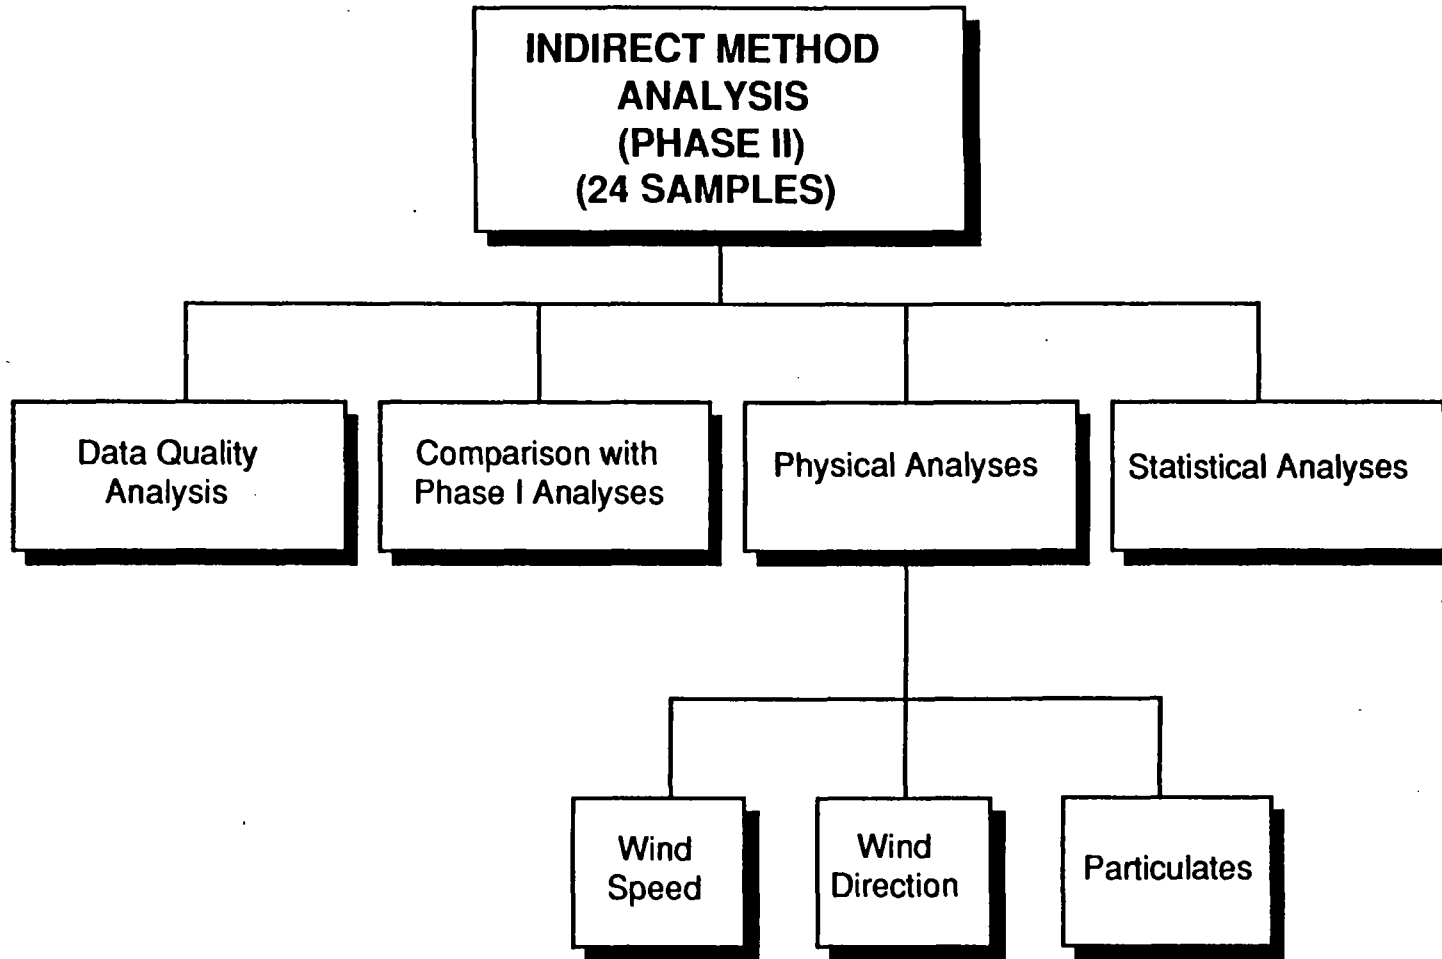 INDIRECT METHOD
ANALYSIS
(PHASE II)
(24 SAMPLES)
Data Quality
Analysis
Comparison with
Phase I Analyses
Physical Analyses
Statistical Analyses
Wind
Speed
Wind
Direction
Particulates